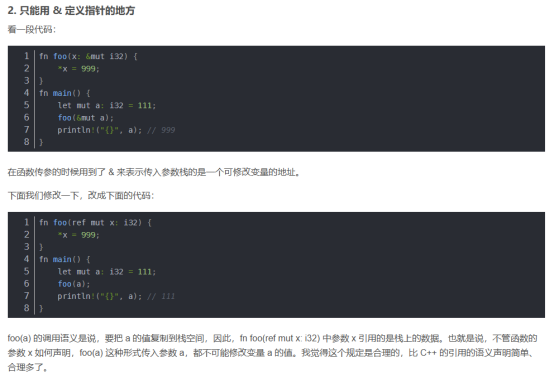 2. 只能用 & 定义指针的地方
看一段代码：
1 fn foo(x: &mut i32) {
2     *x = 999;
3 }
4 fn main() {
5     let mut a: i32 = 111;
6     foo(&mut a);
7     println!("{}", a); // 999
8 }
在函数传参的时候用到了 & 来表示传入参数栈的是一个可修改变量的地址。
下面我们修改一下，改成下面的代码：
1 fn foo(ref mut x: i32) {
2     *x = 999;
3 }
4 fn main() {
5     let mut a: i32 = 111;
6     foo(a);
7     println!("{}", a); // 111
8 }
foo(a) 的调用语义是说，要把 a 的值复制到栈空间，因此，fn foo(ref mut x: i32) 中参数 x 引用的是栈上的数据。也就是说，不管函数的
参数 x 如何声明，foo(a) 这种形式传入参数 a，都不可能修改变量 a 的值。我觉得这个规定是合理的，比 C++ 的引用的语义声明简单、
合理多了。